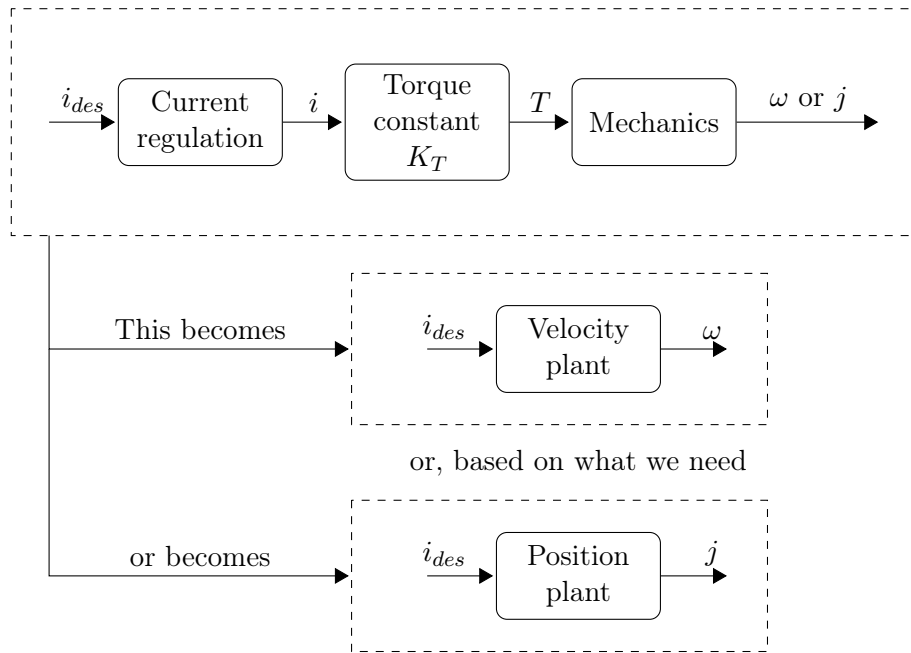 i_des
Current
regulation
i
Torque
constant
K_T
T
Mechanics
ω or j
This becomes
i_des
Velocity
plant
ω
or, based on what we need
or becomes
i_des
Position
plant
j